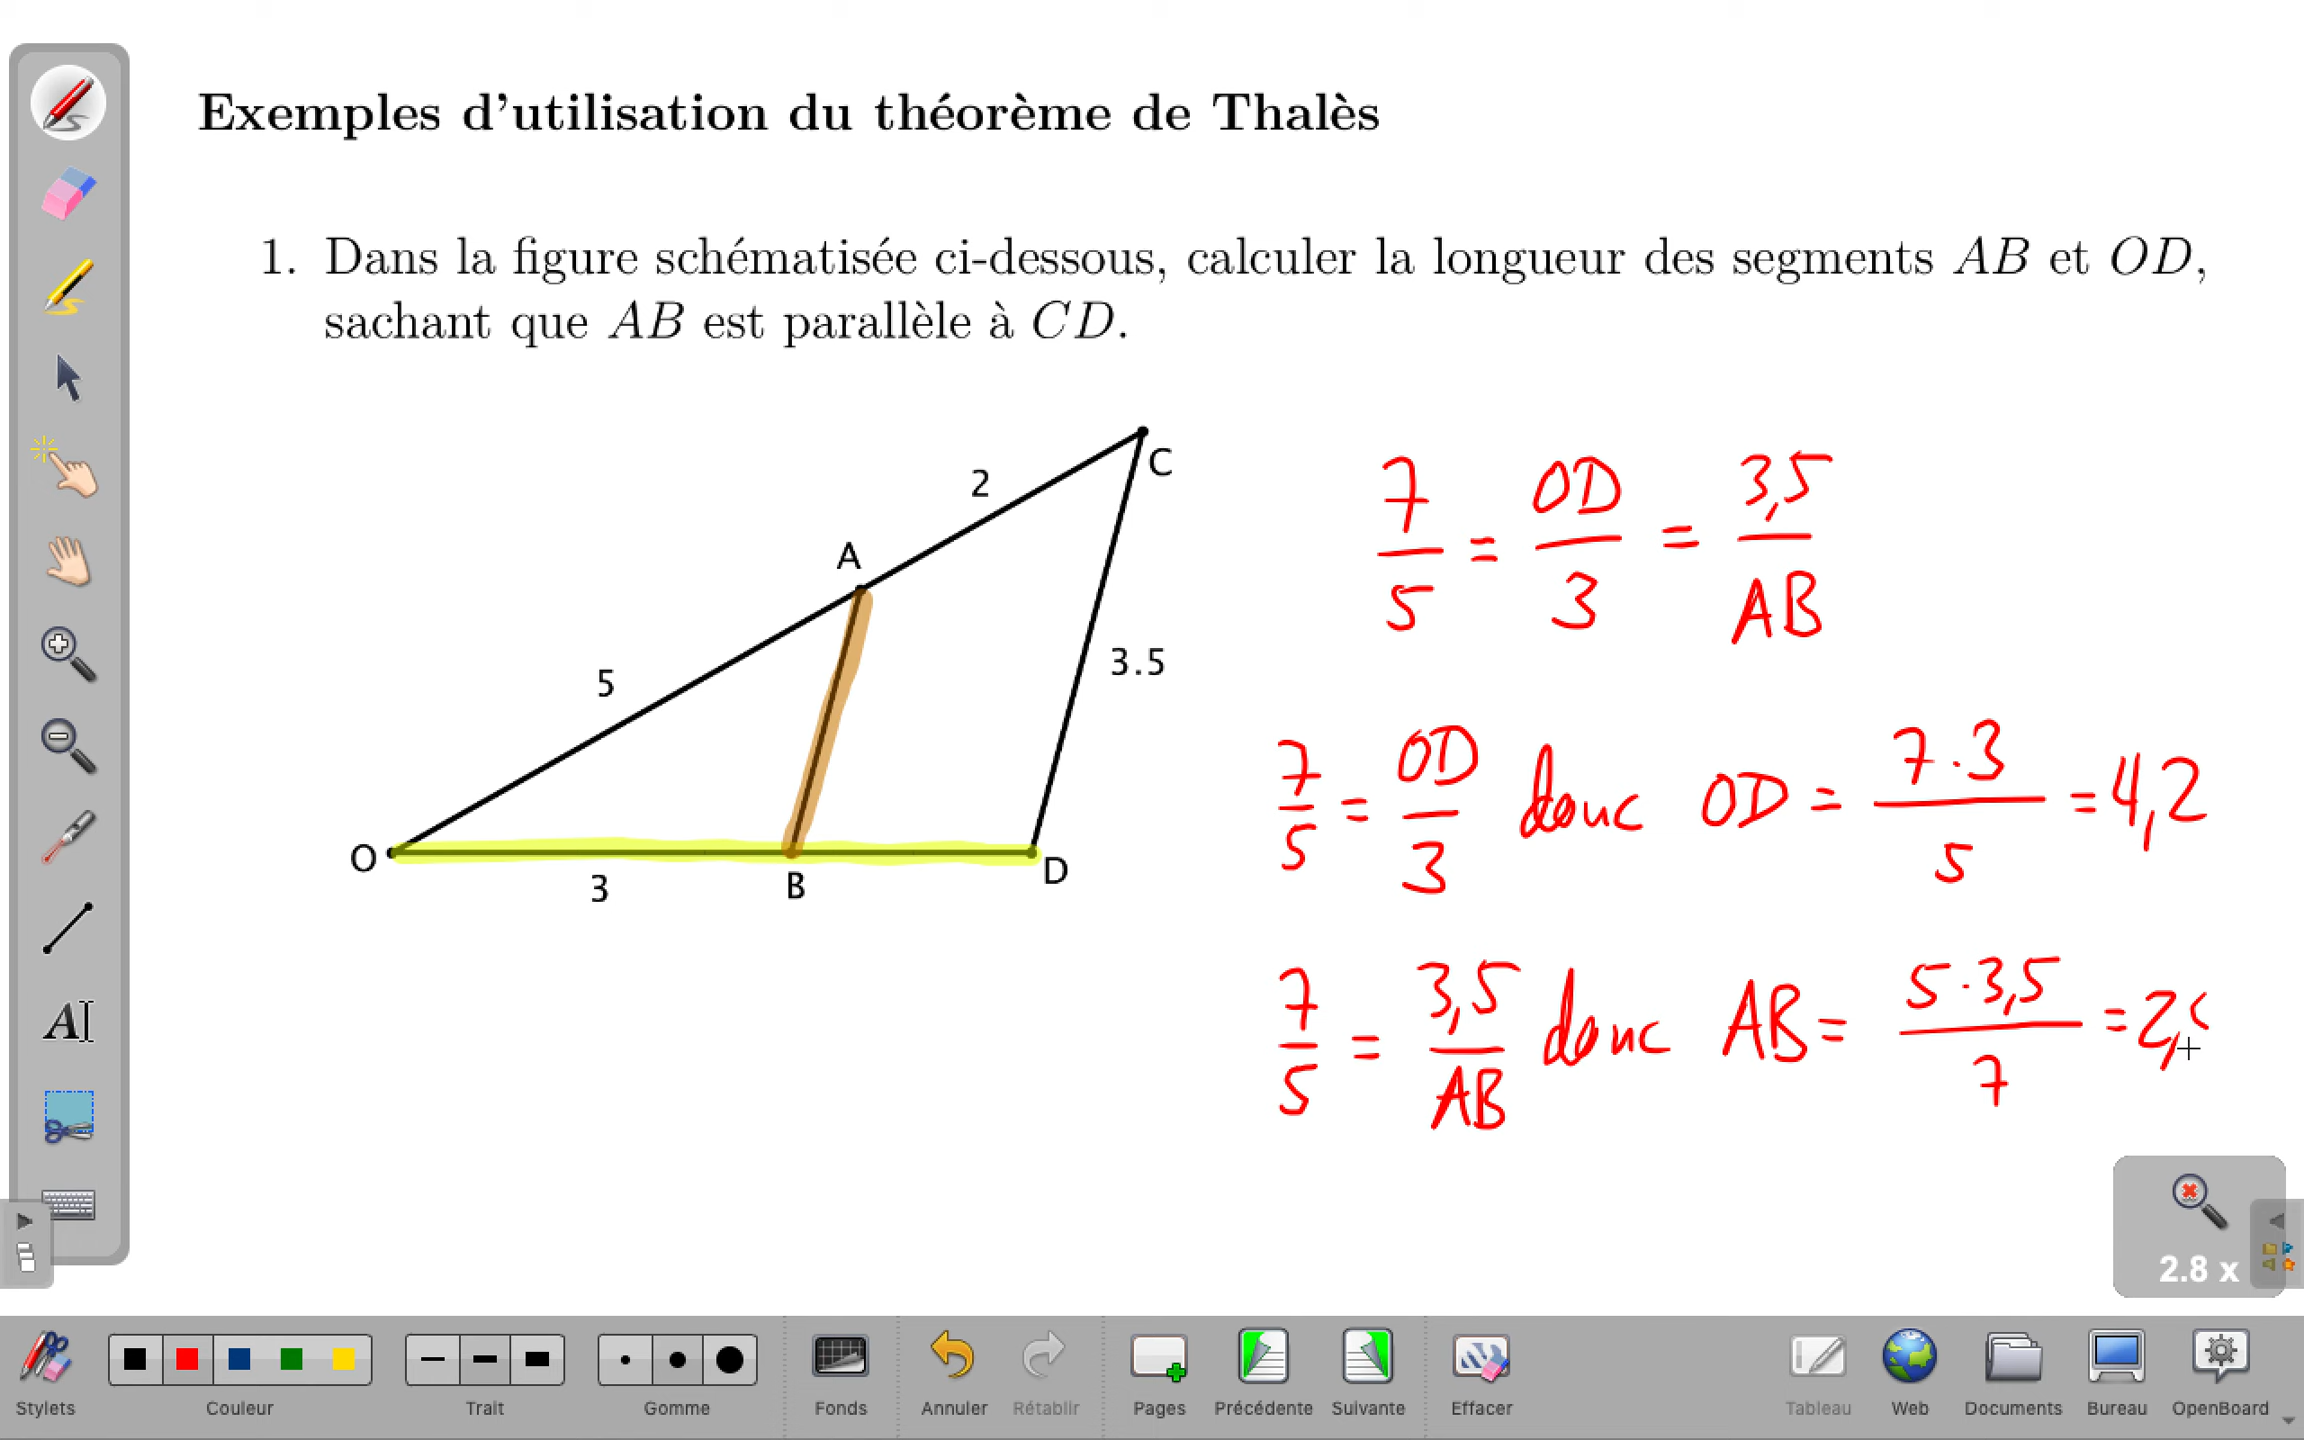 Exemples d'utilisation du théorème de Thalès
1. Dans la figure schématisée ci-dessous, calculer la longueur des segments AB et OD,
sachant que AB est parallèle à CD.
C
2
A
5
3.5
O
3
B
D
7/5 = OD/3 = 3,5/AB
7/5 = OD/3 donc OD = 7·3/5 = 4,2
7/5 = 3,5/AB donc AB = 5·3,5/7 = 2,
AI
2.8 x
Stylets
Couleur
Trait
Gomme
Fonds
Annuler
Rétablir
Pages
Précédente
Suivante
Effacer
Tableau
Web
Documents
Bureau
OpenBoard